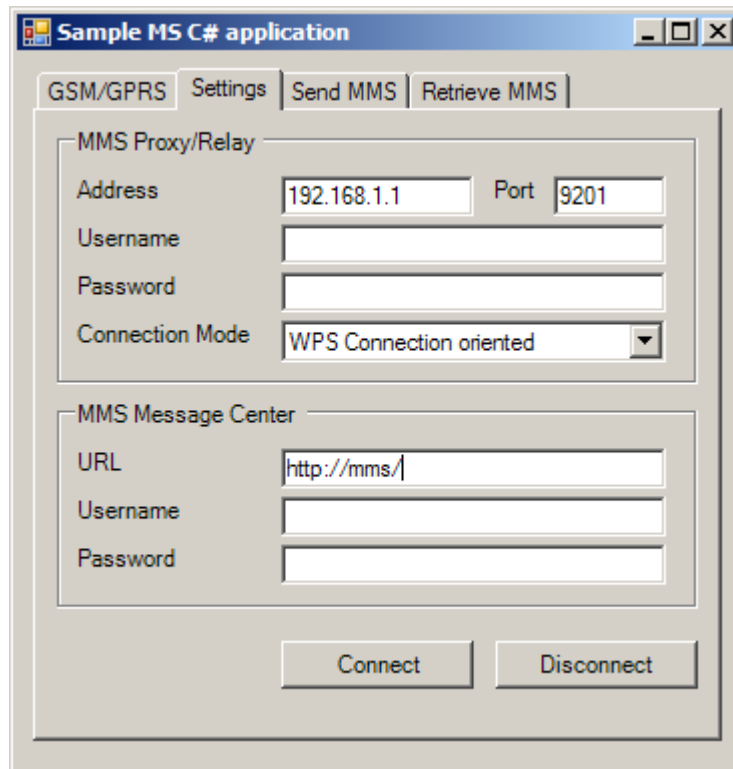 Sample MS C# application
GSM/GPRS Settings Send MMS Retrieve MMS
MMS Proxy/Relay
Address 192.168.1.1 Port 9201
Username
Password
Connection Mode WPS Connection oriented
MMS Message Center
URL http://mms/
Username
Password
Connect Disconnect